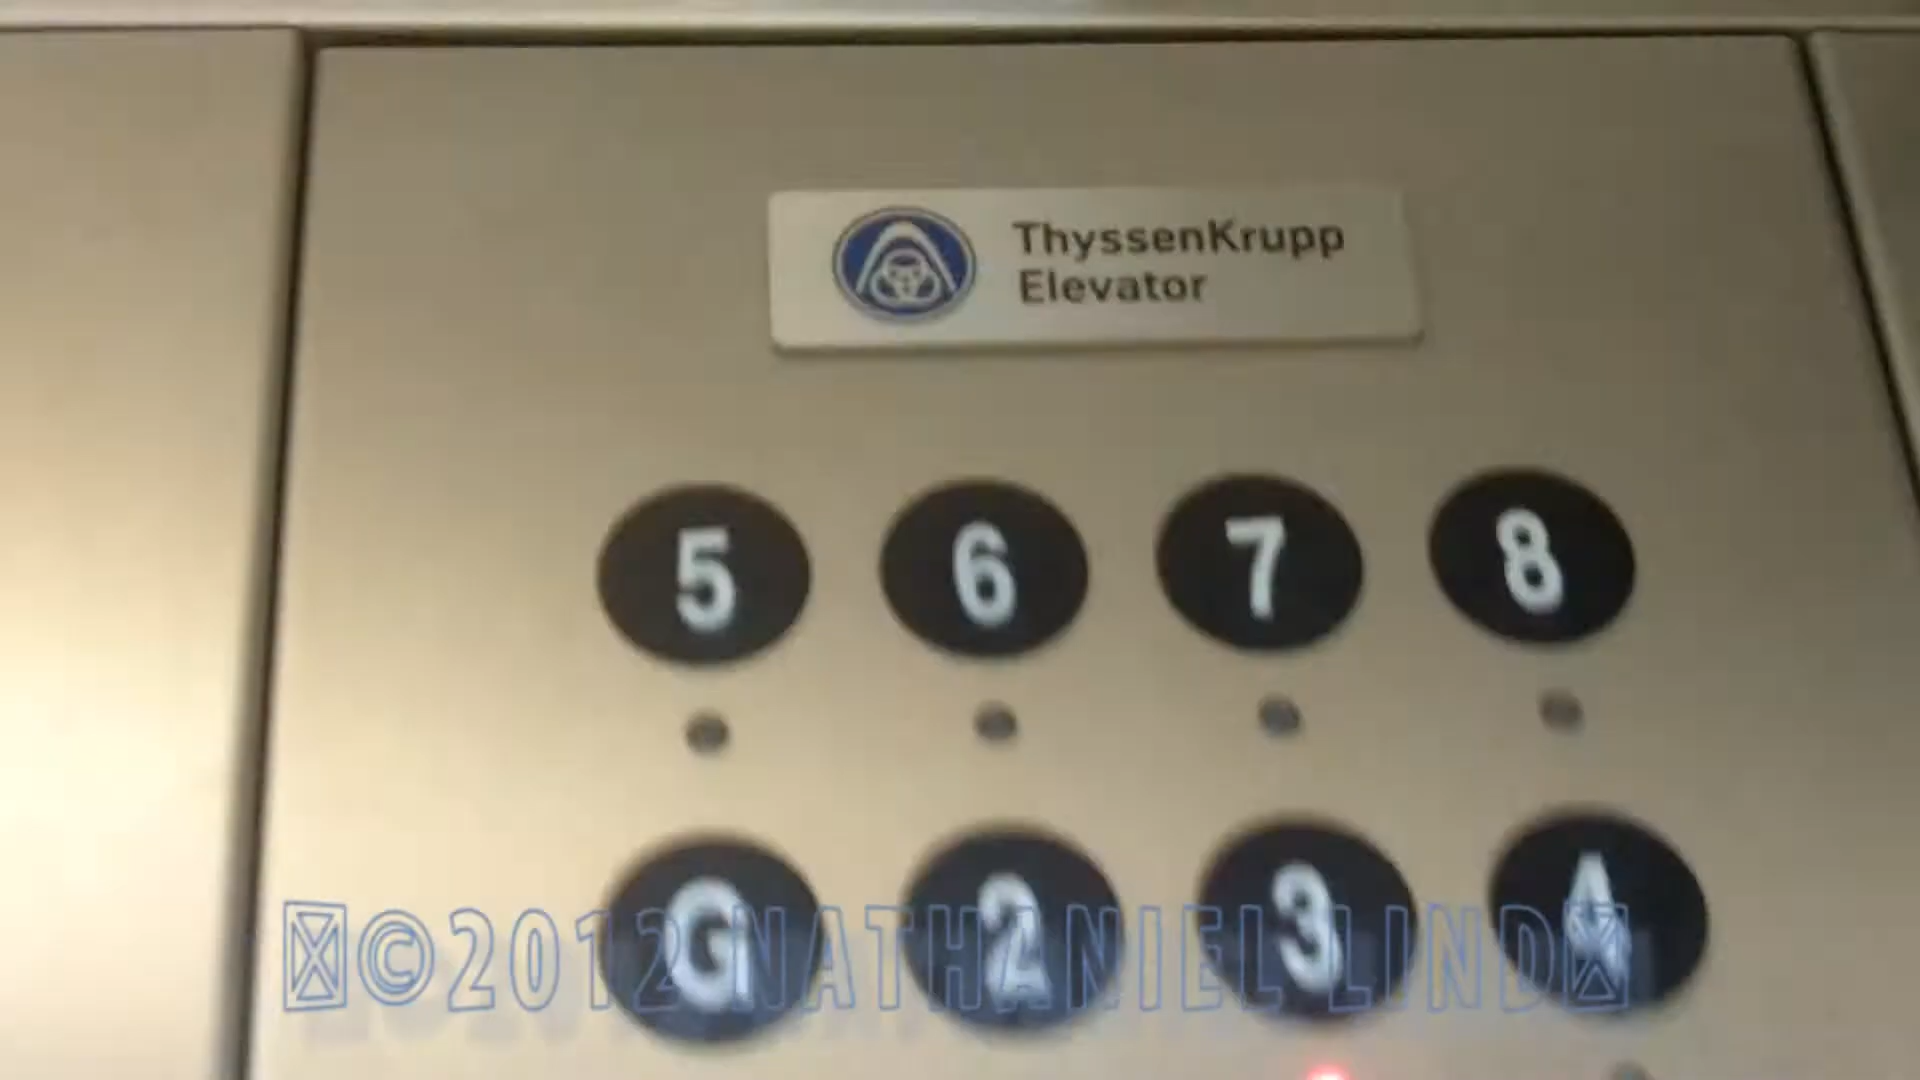 ThyssenKrupp
Elevator
5 6 7 8
G 2 3 4
©2012 NATHANIEL LIND